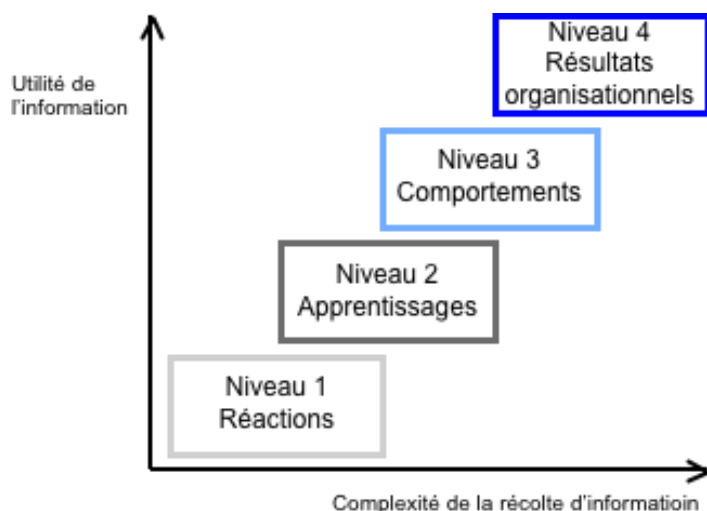 Utilité de
l'information
Niveau 4
Résultats
organisationnels
Niveau 3
Comportements
Niveau 2
Apprentissages
Niveau 1
Réactions
Complexité de la récolte d'informatioin